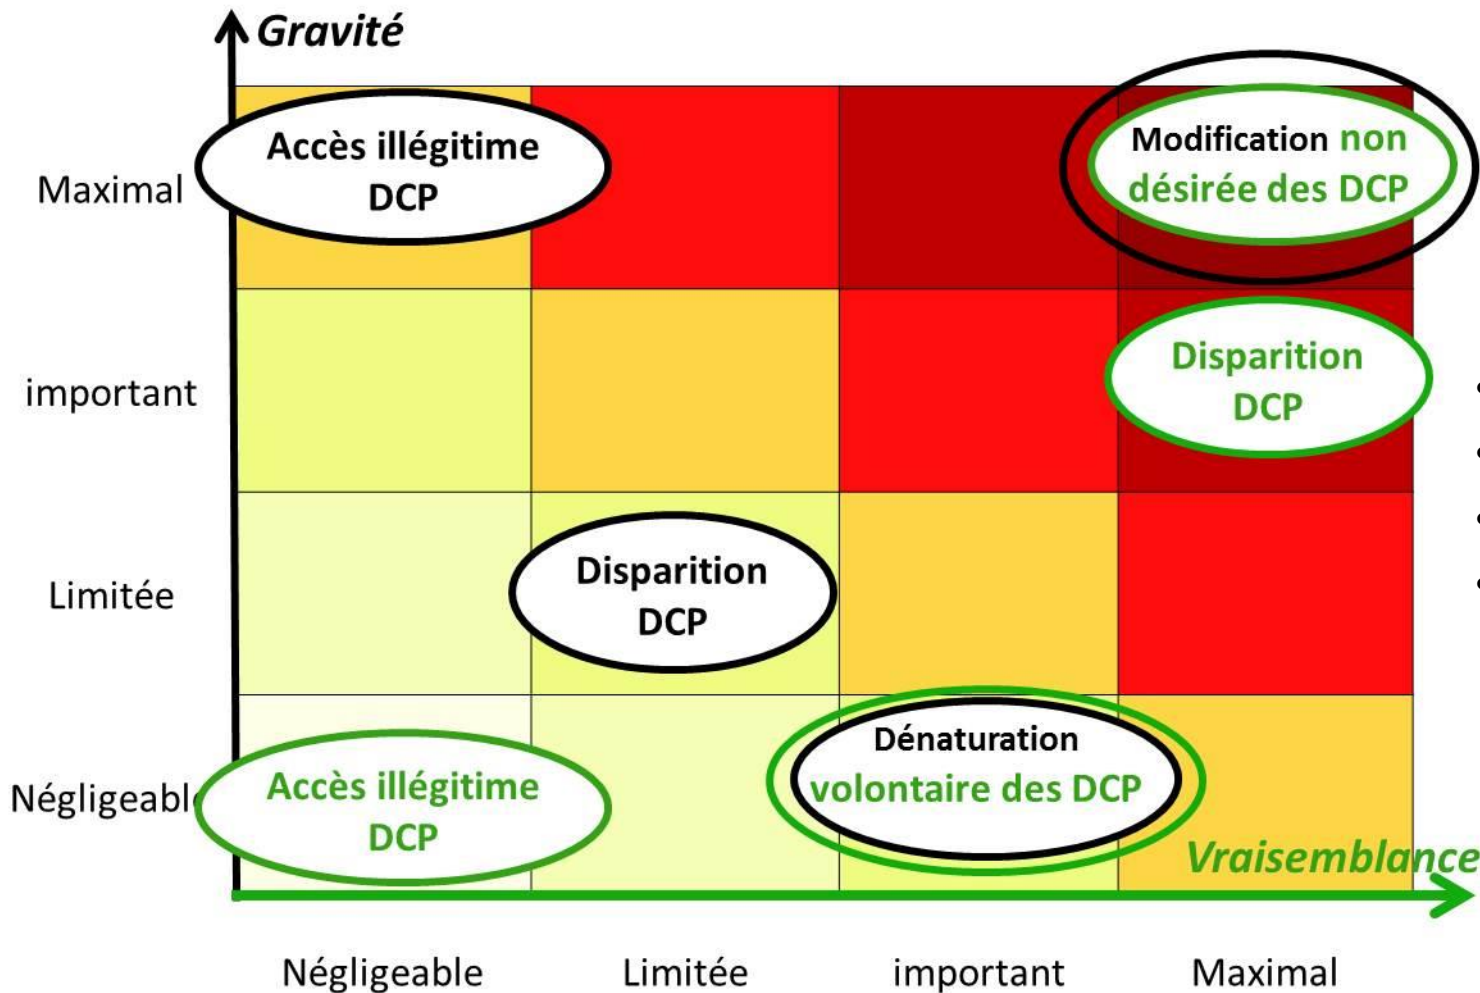 Gravité
Maximal
Accès illégitime
DCP
Modification non
désirée des DCP
important
Disparition
DCP
Limitée
Disparition
DCP
Négligeable
Accès illégitime
DCP
Dénaturation
volontaire des DCP
Vraisemblance
Négligeable
Limitée
important
Maximal